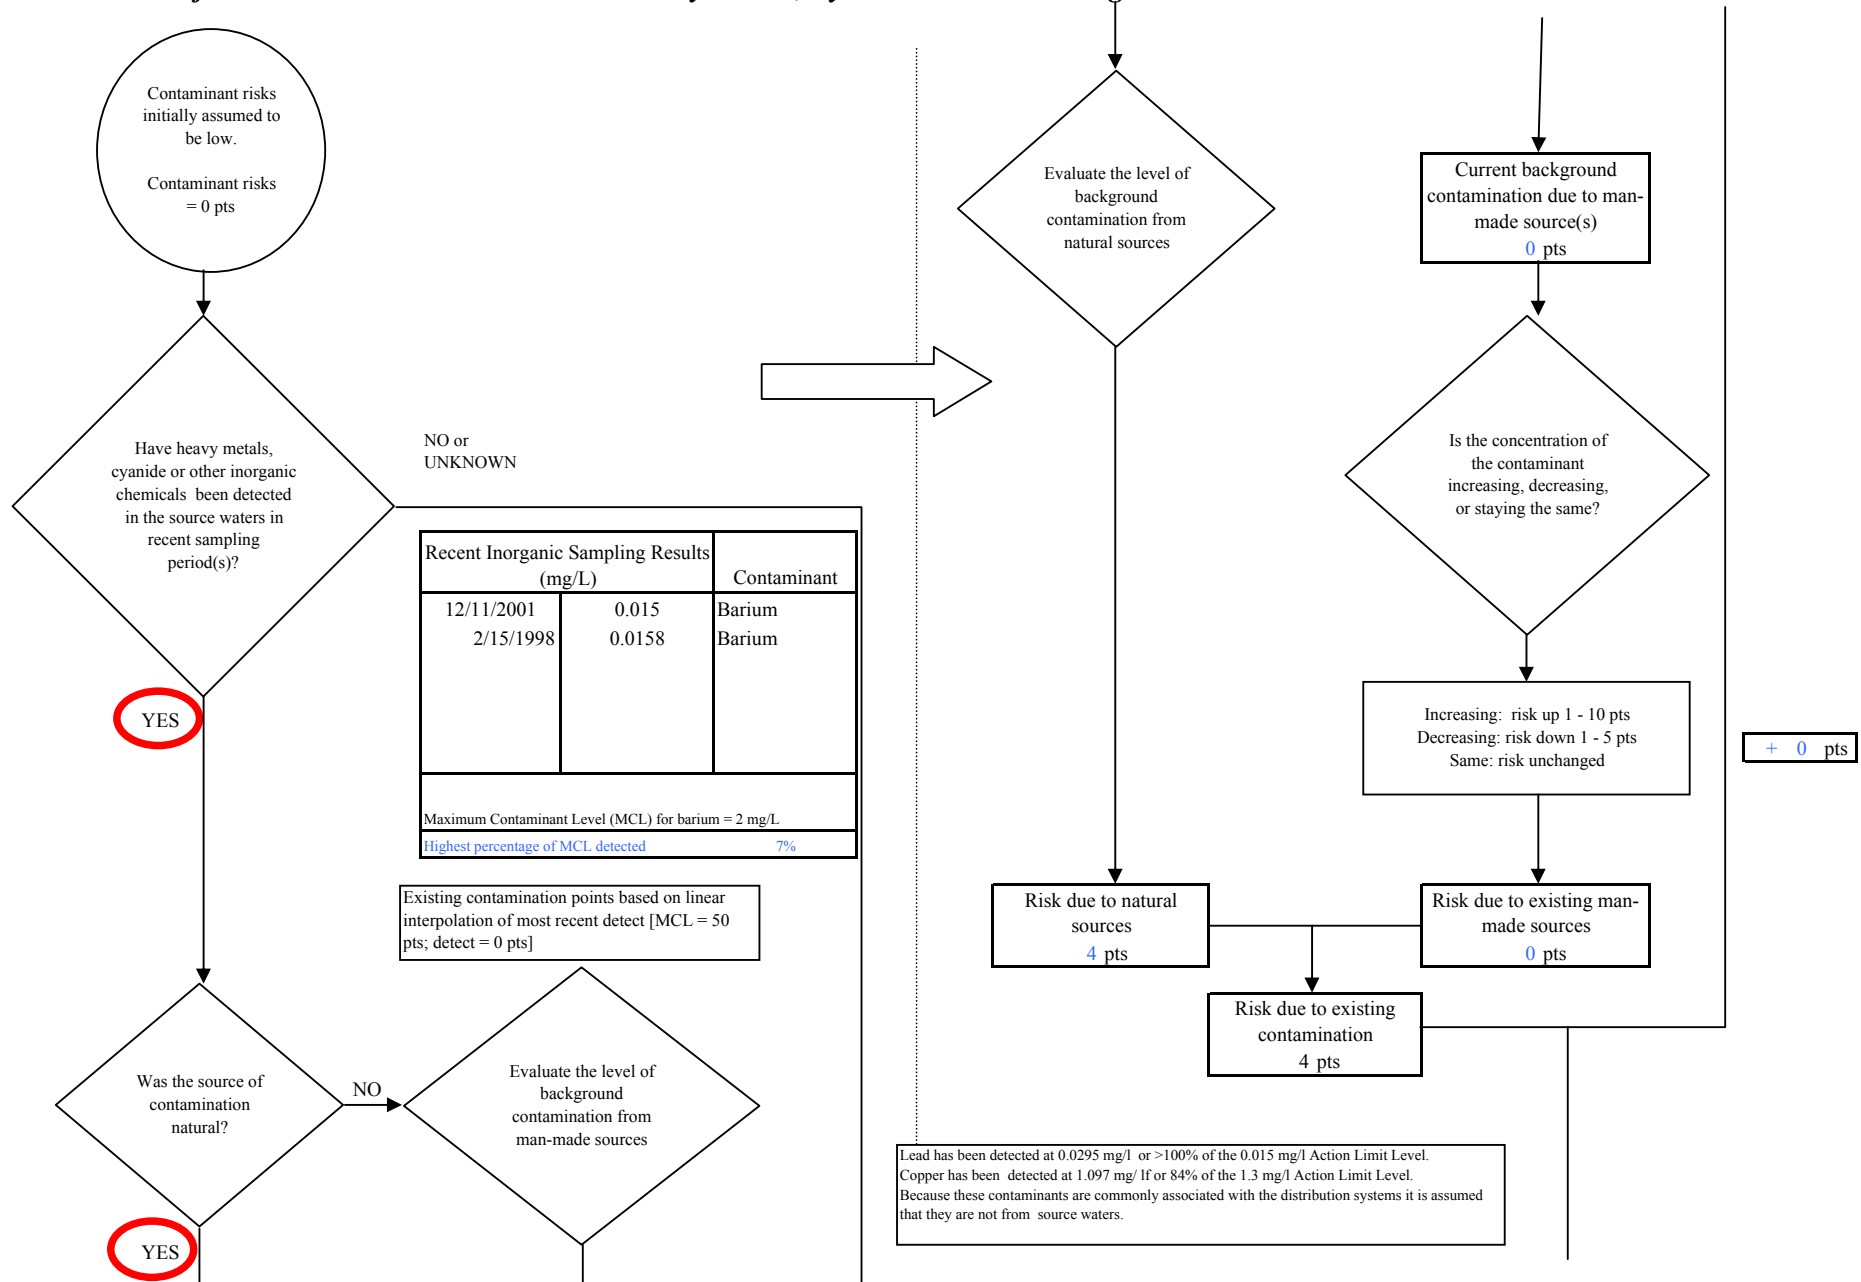 Contaminant risks
initially assumed to
be low.
Contaminant risks
= 0 pts
Have heavy metals,
cyanide or other inorganic
chemicals been detected
in the source waters in
recent sampling
period(s)?
NO or
UNKNOWN
YES
Recent Inorganic Sampling Results
(mg/L)
Contaminant
12/11/2001 0.015 Barium
2/15/1998 0.0158 Barium
Maximum Contaminant Level (MCL) for barium = 2 mg/L
Highest percentage of MCL detected 7%
Existing contamination points based on linear
interpolation of most recent detect [MCL = 50
pts; detect = 0 pts]
Was the source of
contamination
natural?
NO
YES
Evaluate the level of
background
contamination from
man-made sources
Evaluate the level of
background
contamination from
natural sources
Current background
contamination due to man-
made source(s)
0 pts
Is the concentration of
the contaminant
increasing, decreasing,
or staying the same?
Increasing: risk up 1 - 10 pts
Decreasing: risk down 1 - 5 pts
Same: risk unchanged
+ 0 pts
Risk due to natural
sources
4 pts
Risk due to existing man-
made sources
0 pts
Risk due to existing
contamination
4 pts
Lead has been detected at 0.0295 mg/l or >100% of the 0.015 mg/l Action Limit Level.
Copper has been detected at 1.097 mg/ lf or 84% of the 1.3 mg/l Action Limit Level.
Because these contaminants are commonly associated with the distribution systems it is assumed
that they are not from source waters.